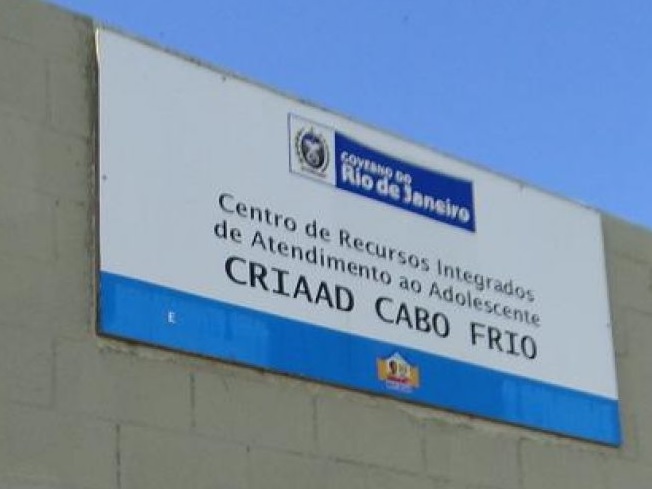 GOVERNO DO
Rio de Janeiro
Centro de Recursos Integrados
de Atendimento ao Adolescente
CRIAAD CABO FRIO
E